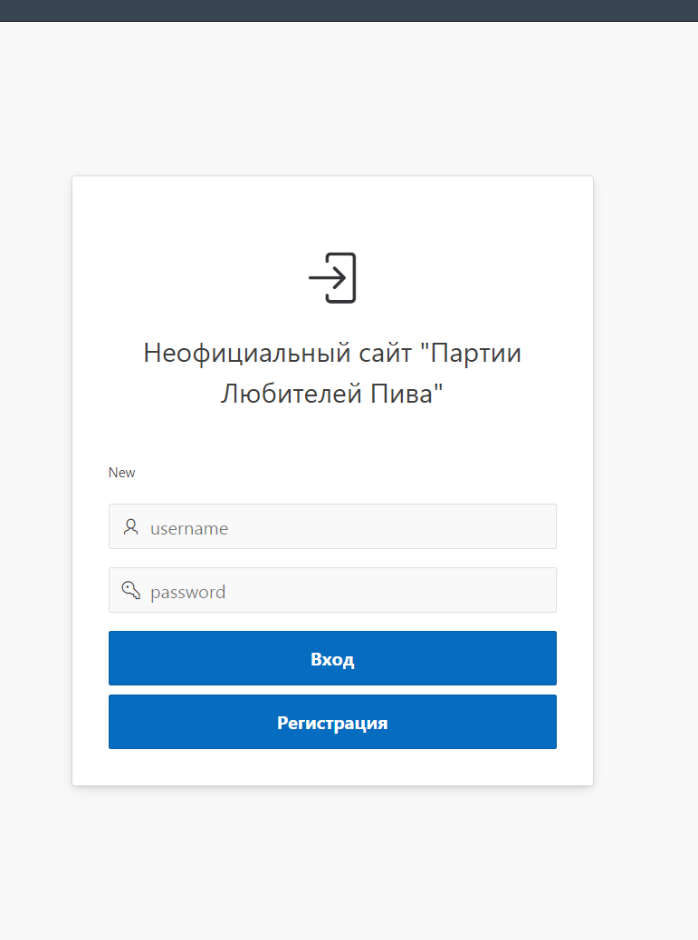 Неофициальный сайт "Партии
Любителей Пива"
New
username
password
Вход
Регистрация